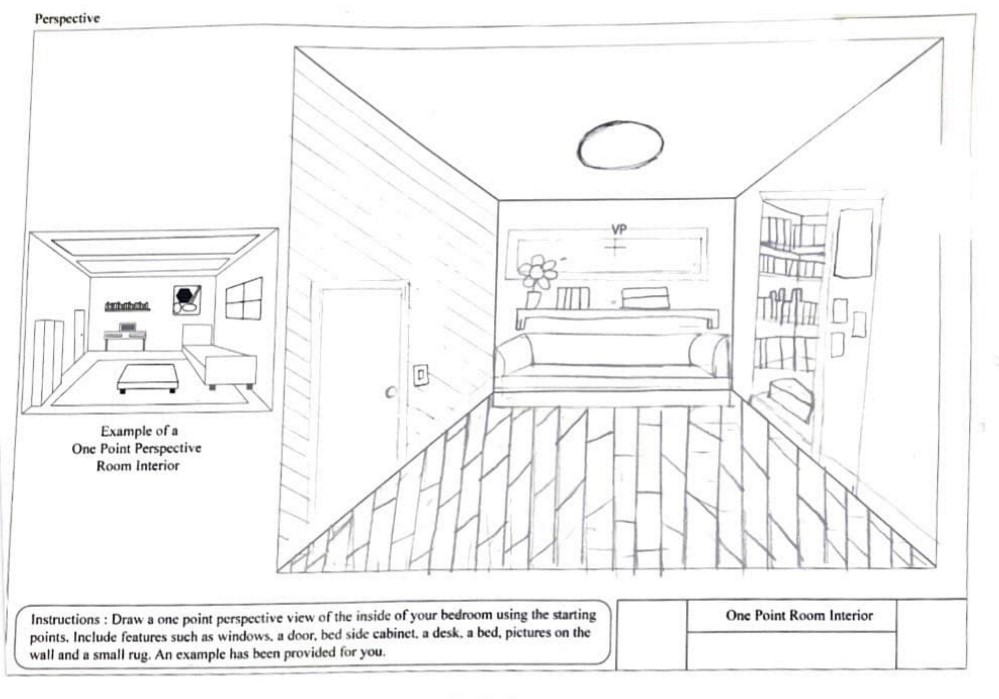 Perspective
VP
Example of a
One Point Perspective
Room Interior
Instructions : Draw a one point perspective view of the inside of your bedroom using the starting
points. Include features such as windows, a door, bed side cabinet, a desk, a bed, pictures on the
wall and a small rug. An example has been provided for you.
One Point Room Interior